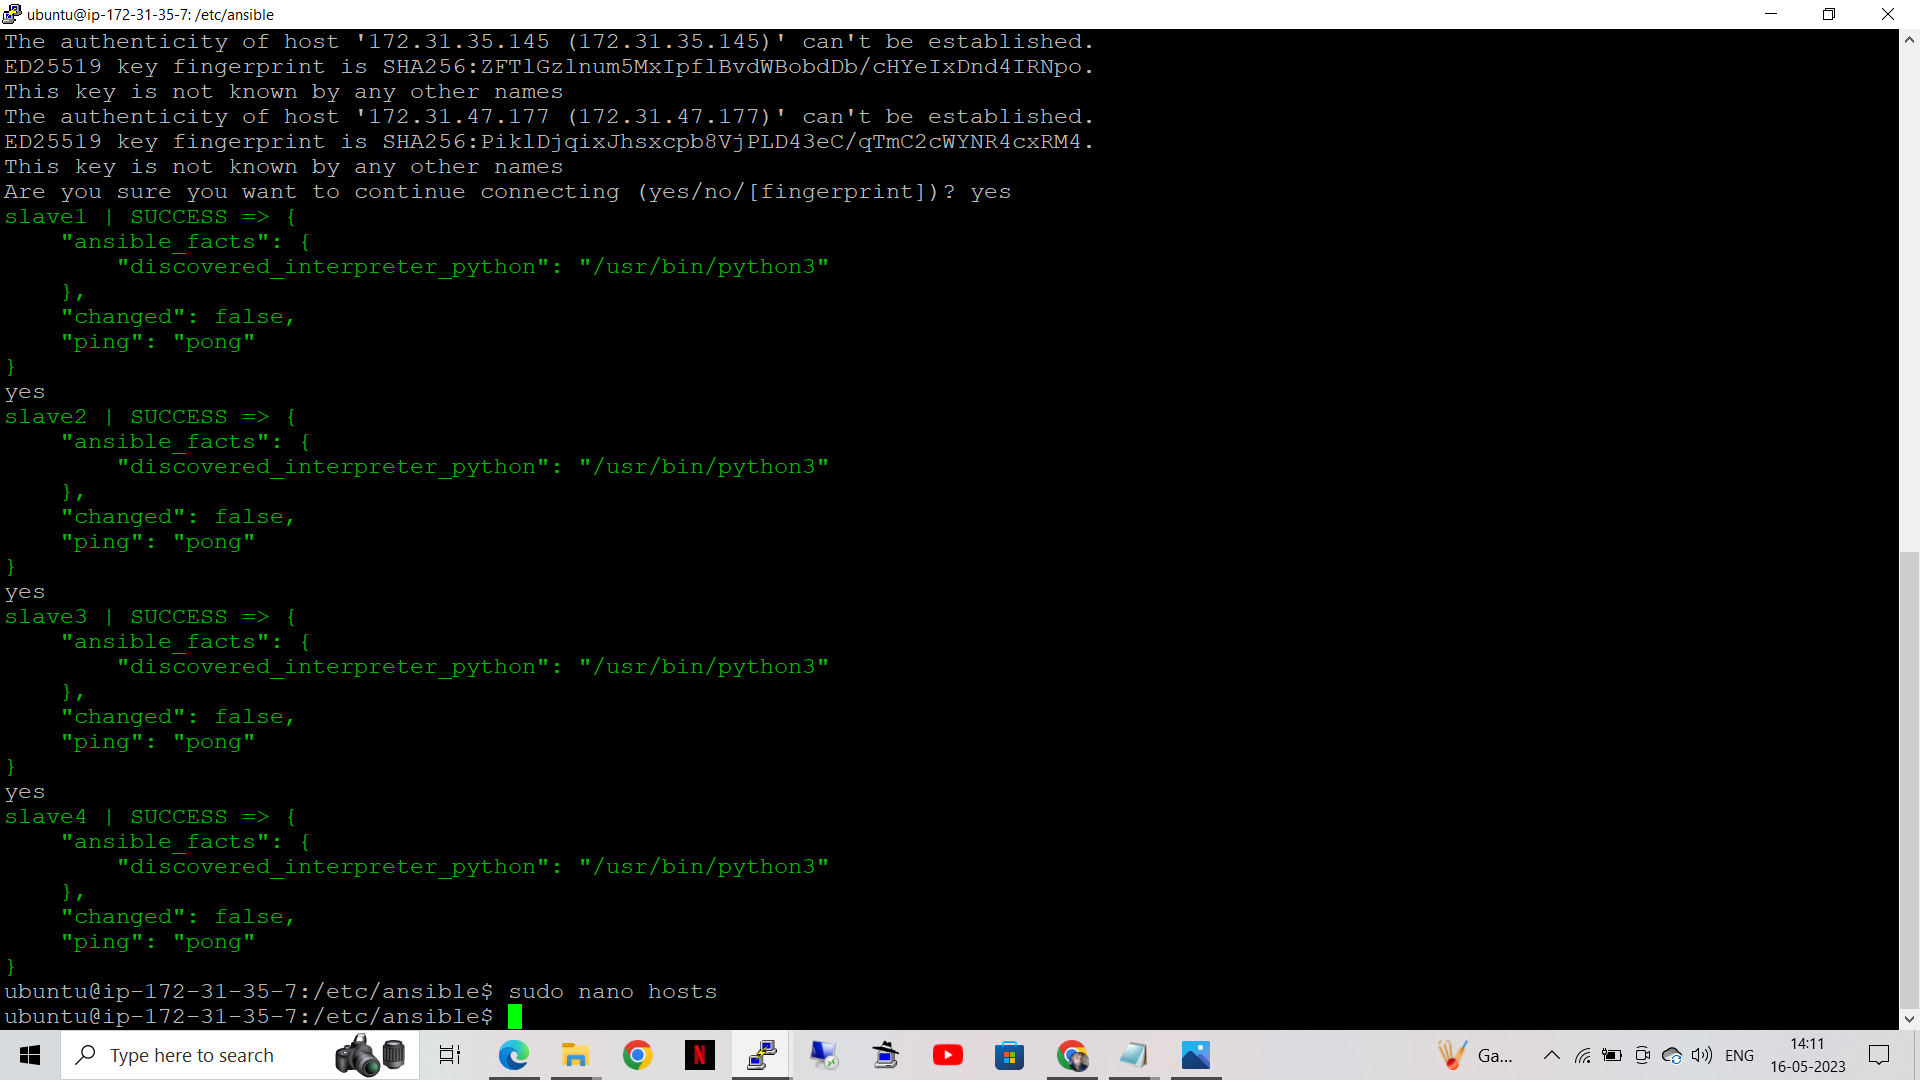 ubuntu@ip-172-31-35-7: /etc/ansible
The authenticity of host '172.31.35.145 (172.31.35.145)' can't be established.
ED25519 key fingerprint is SHA256:ZFTlGzlnum5MxIpflBvdWBobdDb/cHYeIxDnd4IRNpo.
This key is not known by any other names
The authenticity of host '172.31.47.177 (172.31.47.177)' can't be established.
ED25519 key fingerprint is SHA256:PiklDjqixJhsxcpb8VjPLD43eC/qTmC2cWYNR4cxRM4.
This key is not known by any other names
Are you sure you want to continue connecting (yes/no/[fingerprint])? yes
slave1 | SUCCESS => {
    "ansible_facts": {
        "discovered_interpreter_python": "/usr/bin/python3"
    },
    "changed": false,
    "ping": "pong"
}
yes
slave2 | SUCCESS => {
    "ansible_facts": {
        "discovered_interpreter_python": "/usr/bin/python3"
    },
    "changed": false,
    "ping": "pong"
}
yes
slave3 | SUCCESS => {
    "ansible_facts": {
        "discovered_interpreter_python": "/usr/bin/python3"
    },
    "changed": false,
    "ping": "pong"
}
yes
slave4 | SUCCESS => {
    "ansible_facts": {
        "discovered_interpreter_python": "/usr/bin/python3"
    },
    "changed": false,
    "ping": "pong"
}
ubuntu@ip-172-31-35-7:/etc/ansible$ sudo nano hosts
ubuntu@ip-172-31-35-7:/etc/ansible$
Type here to search
N
Ga...
ENG
14:11
16-05-2023